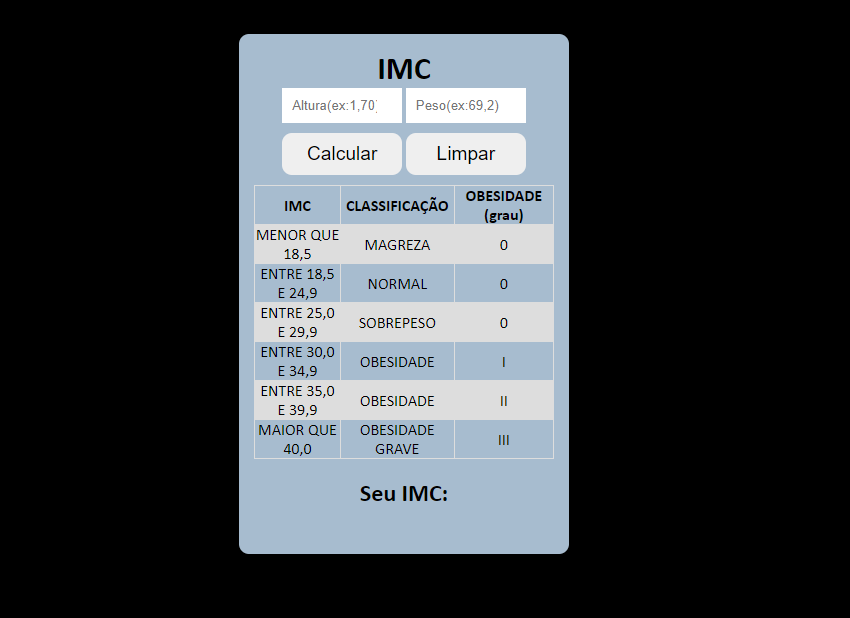 IMC
Altura(ex:1,70) Peso(ex:69,2)
Calcular Limpar
IMC CLASSIFICAÇÃO OBESIDADE (grau)
MENOR QUE 18,5 MAGREZA 0
ENTRE 18,5 E 24,9 NORMAL 0
ENTRE 25,0 E 29,9 SOBREPESO 0
ENTRE 30,0 E 34,9 OBESIDADE I
ENTRE 35,0 E 39,9 OBESIDADE II
MAIOR QUE 40,0 OBESIDADE GRAVE III
Seu IMC: